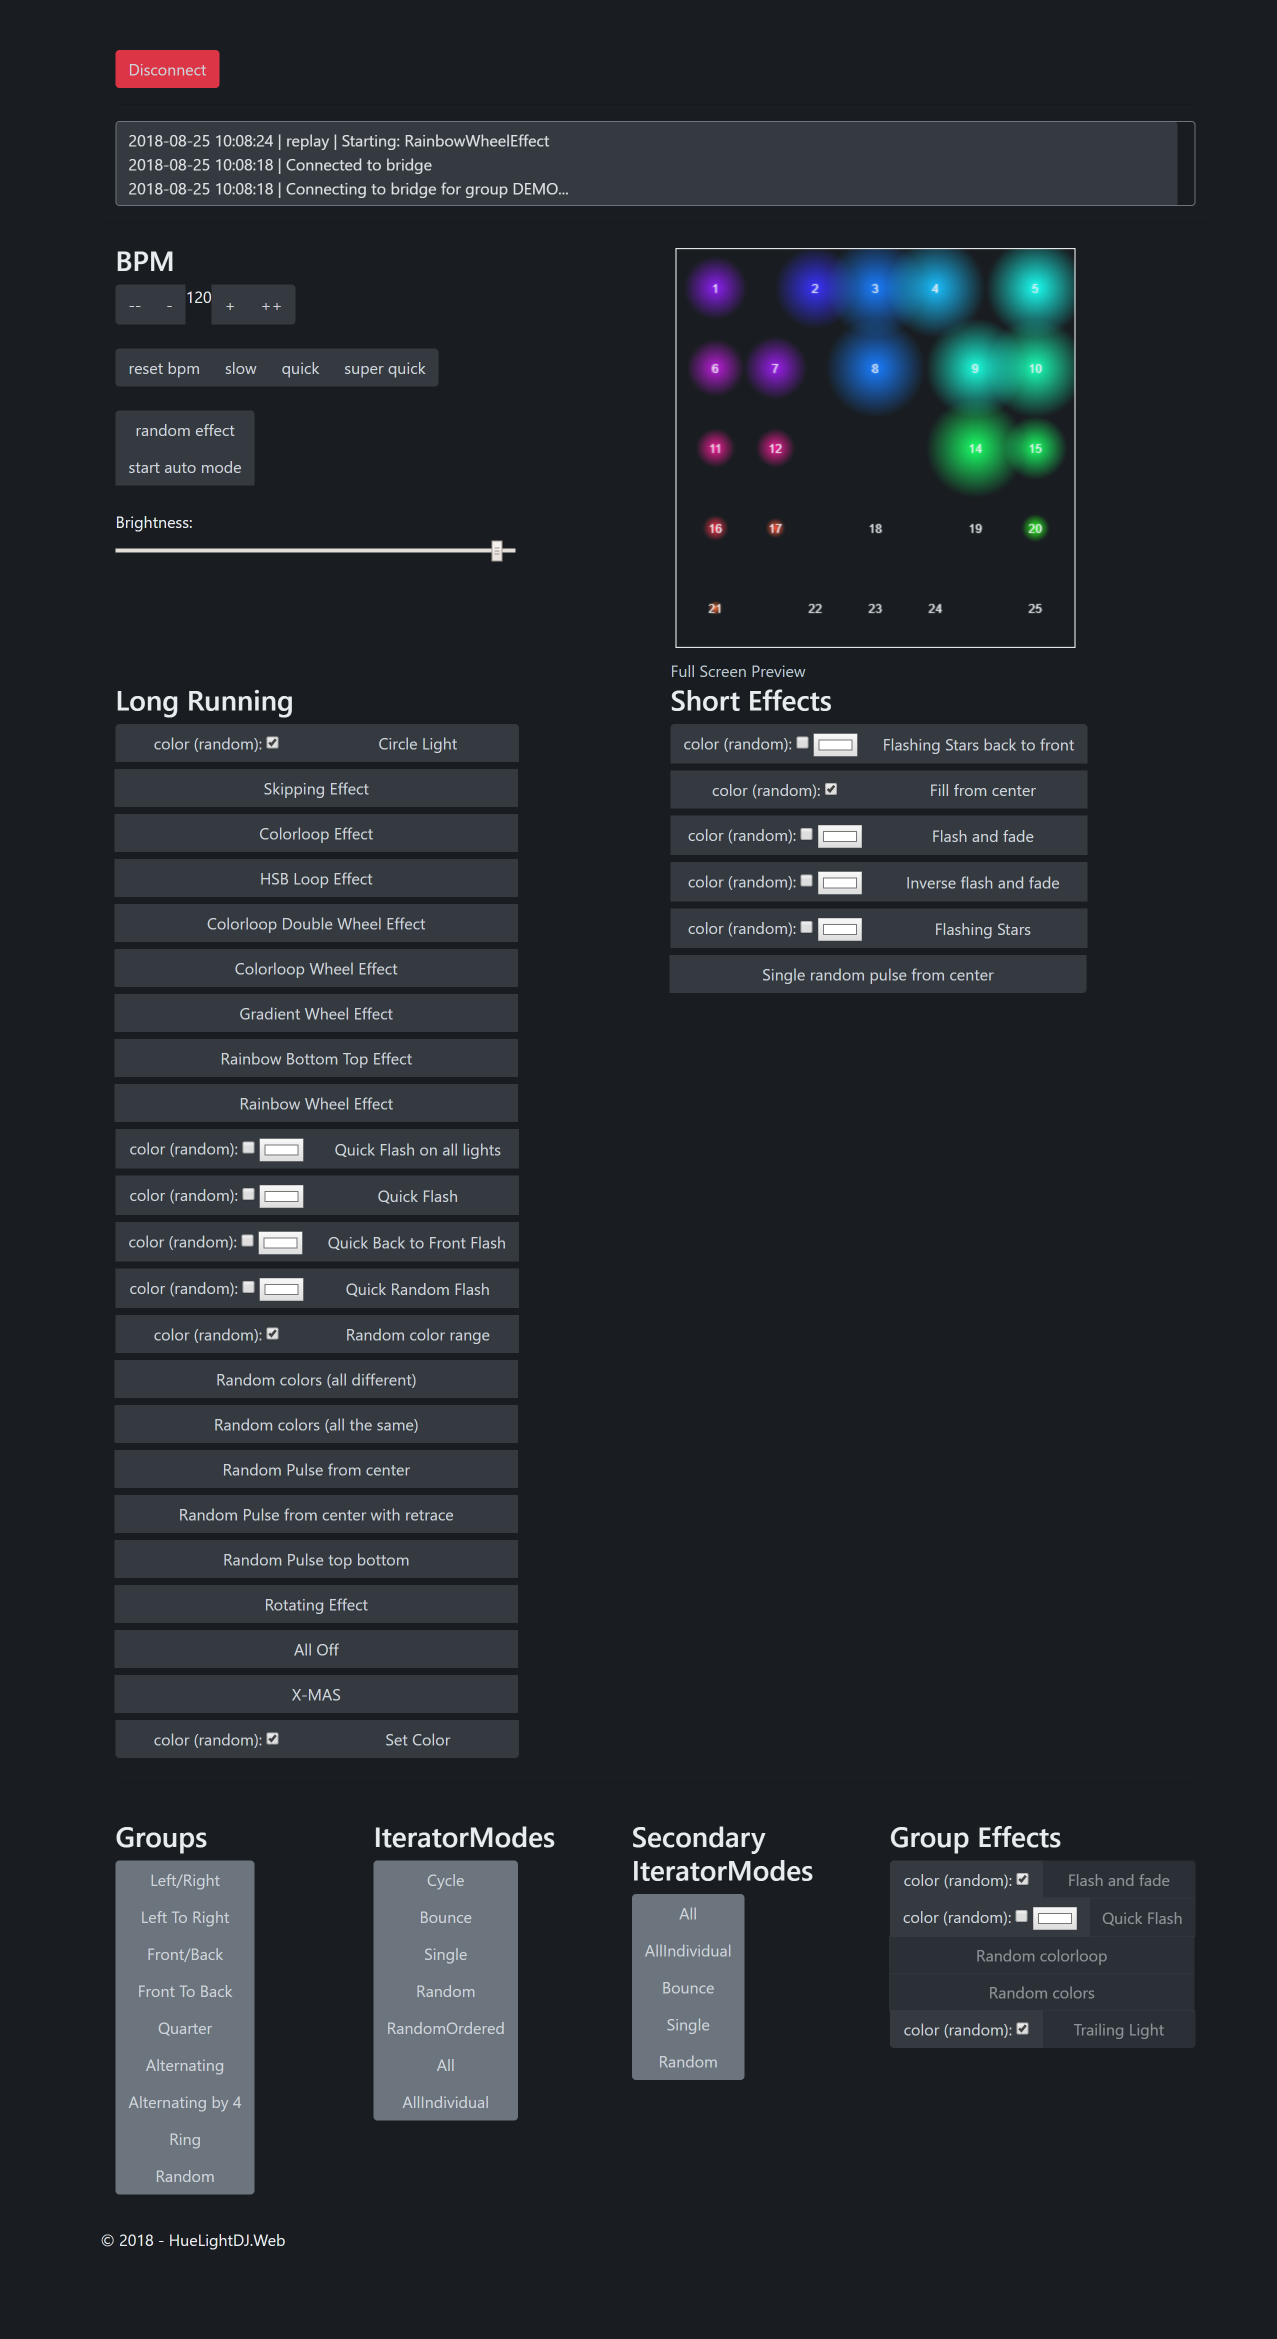 Disconnect
2018-08-25 10:08:24 | replay | Starting: RainbowWheelEffect
2018-08-25 10:08:18 | Connected to bridge
2018-08-25 10:08:18 | Connecting to bridge for group DEMO...
BPM
-- - 120 + ++
reset bpm slow quick super quick
random effect
start auto mode
Brightness:
1 2 3 4 5
6 7 8 9 10
11 12 14 15
16 17 18 19 20
21 22 23 24 25
Full Screen Preview
Long Running
color (random): Circle Light
Skipping Effect
Colorloop Effect
HSB Loop Effect
Colorloop Double Wheel Effect
Colorloop Wheel Effect
Gradient Wheel Effect
Rainbow Bottom Top Effect
Rainbow Wheel Effect
color (random): Quick Flash on all lights
color (random): Quick Flash
color (random): Quick Back to Front Flash
color (random): Quick Random Flash
color (random): Random color range
Random colors (all different)
Random colors (all the same)
Random Pulse from center
Random Pulse from center with retrace
Random Pulse top bottom
Rotating Effect
All Off
X-MAS
color (random): Set Color
Short Effects
color (random): Flashing Stars back to front
color (random): Fill from center
color (random): Flash and fade
color (random): Inverse flash and fade
color (random): Flashing Stars
Single random pulse from center
Groups
Left/Right
Left To Right
Front/Back
Front To Back
Quarter
Alternating
Alternating by 4
Ring
Random
IteratorModes
Cycle
Bounce
Single
Random
RandomOrdered
All
AllIndividual
Secondary
IteratorModes
All
AllIndividual
Bounce
Single
Random
Group Effects
color (random): Flash and fade
color (random): Quick Flash
Random colorloop
Random colors
color (random): Trailing Light
© 2018 - HueLightDJ.Web